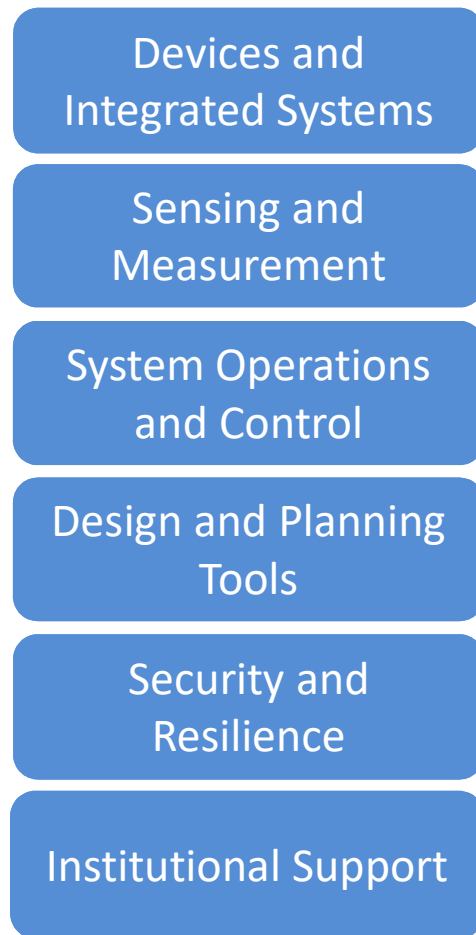 Devices and
Integrated Systems
Sensing and
Measurement
System Operations
and Control
Design and Planning
Tools
Security and
Resilience
Institutional Support